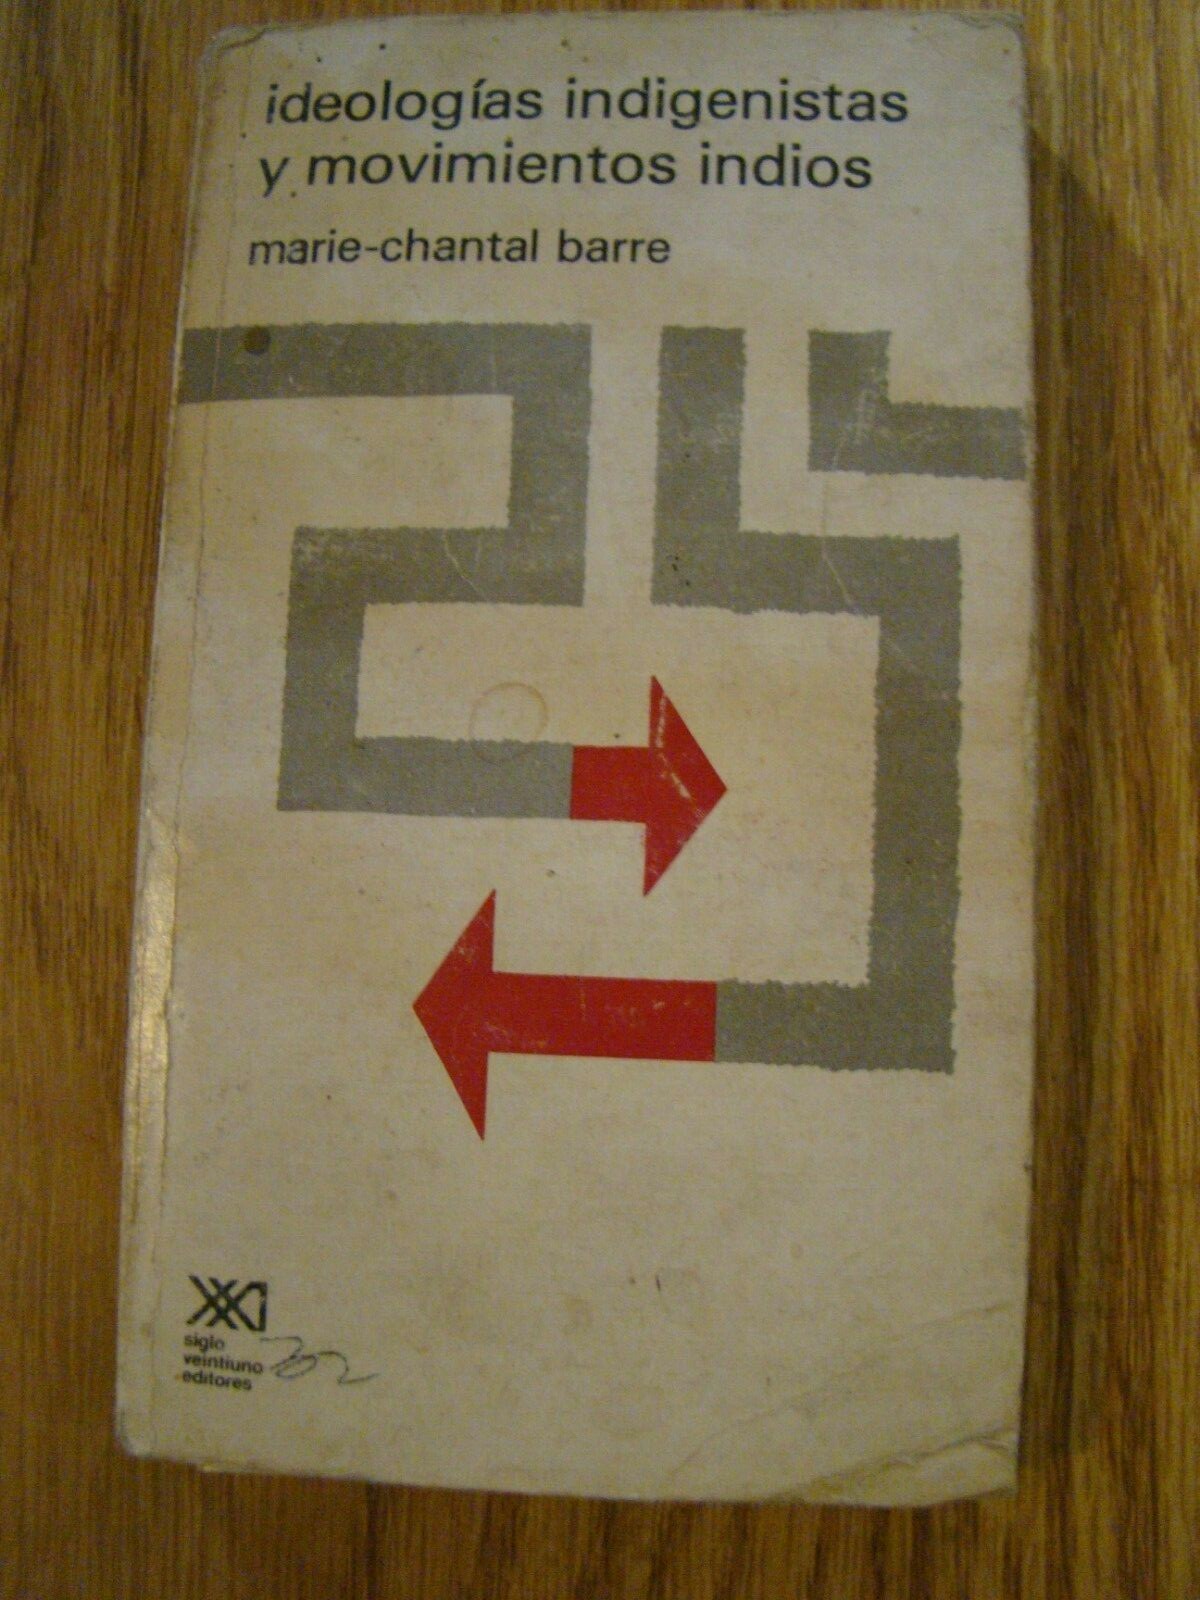 ideologías indigenistas
y movimientos indios
marie-chantal barre
siglo
veintiuno
editores